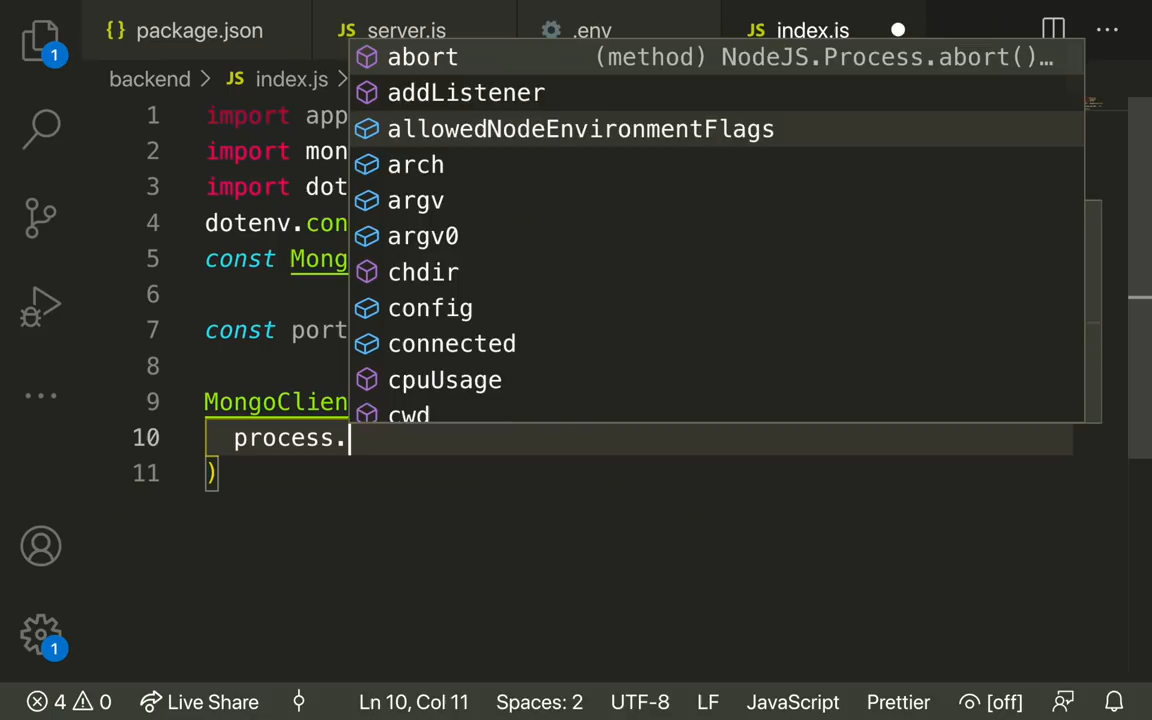 {} package.json
JS server.js
.env
JS index.js
1
backend > JS index.js >
abort (method) NodeJS.Process.abort()…
addListener
allowedNodeEnvironmentFlags
arch
argv
argv0
chdir
config
connected
cpuUsage
cwd
1 import app
2 import mon
3 import dot
4 dotenv.con
5 const Mong
6
7 const port
8
9 MongoClien
10 process.
11 )
1
4 0 Live Share Ln 10, Col 11 Spaces: 2 UTF-8 LF JavaScript Prettier [off]